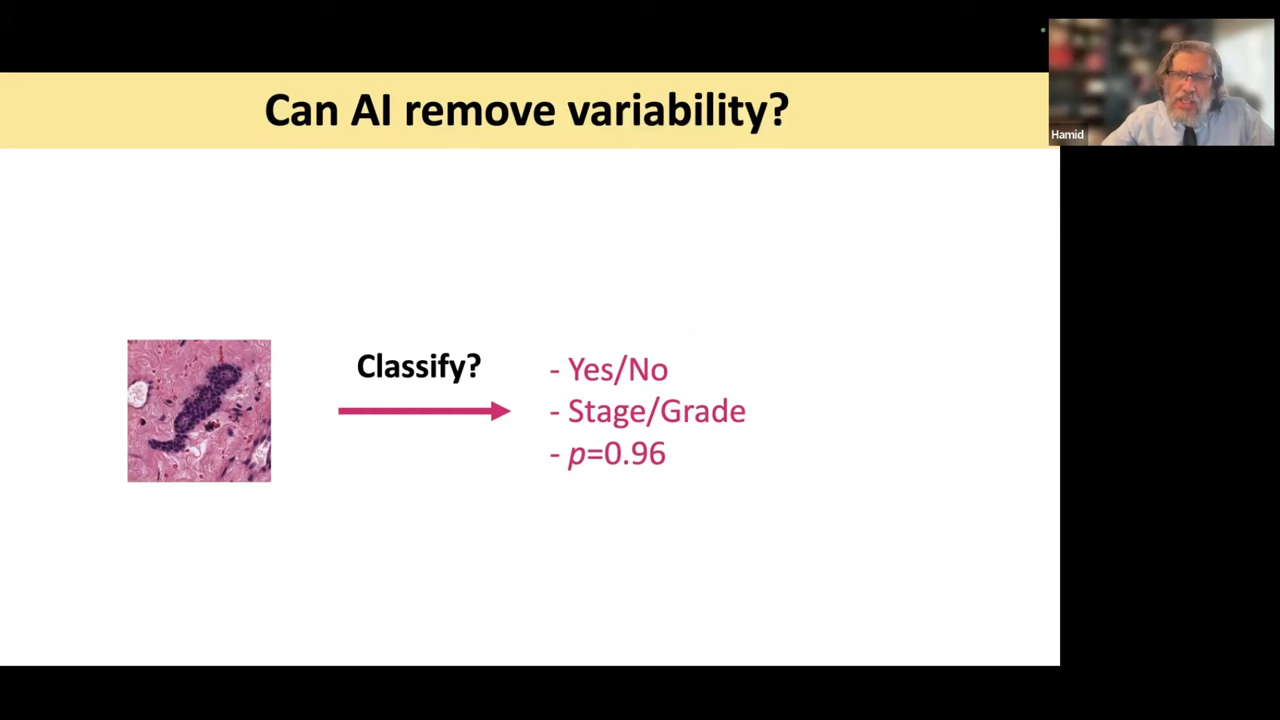 Can AI remove variability?
Hamid
Classify?
- Yes/No
- Stage/Grade
- p=0.96